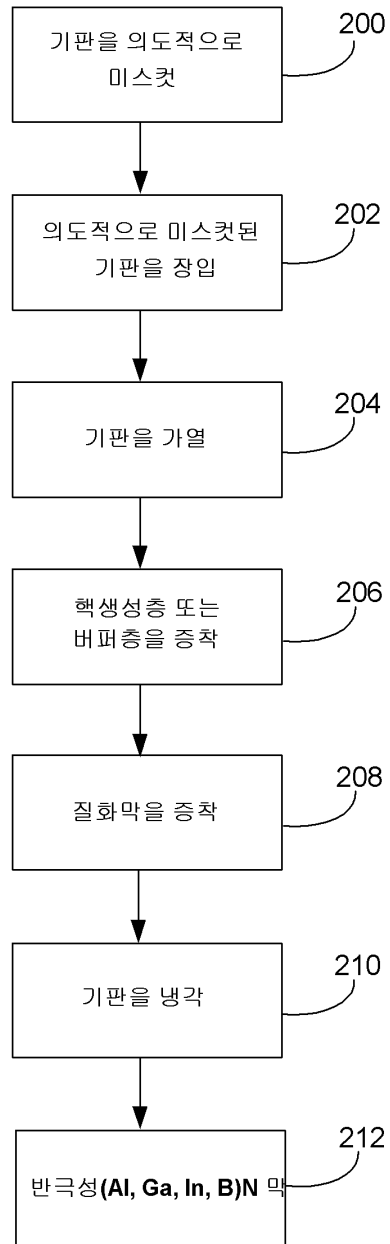 기판을 의도적으로
미스컷
200
의도적으로 미스컷된
기판을 장입
202
기판을 가열
204
핵생성층 또는
버퍼층을 증착
206
질화막을 증착
208
기판을 냉각
210
반극성(Al, Ga, In, B)N 막
212